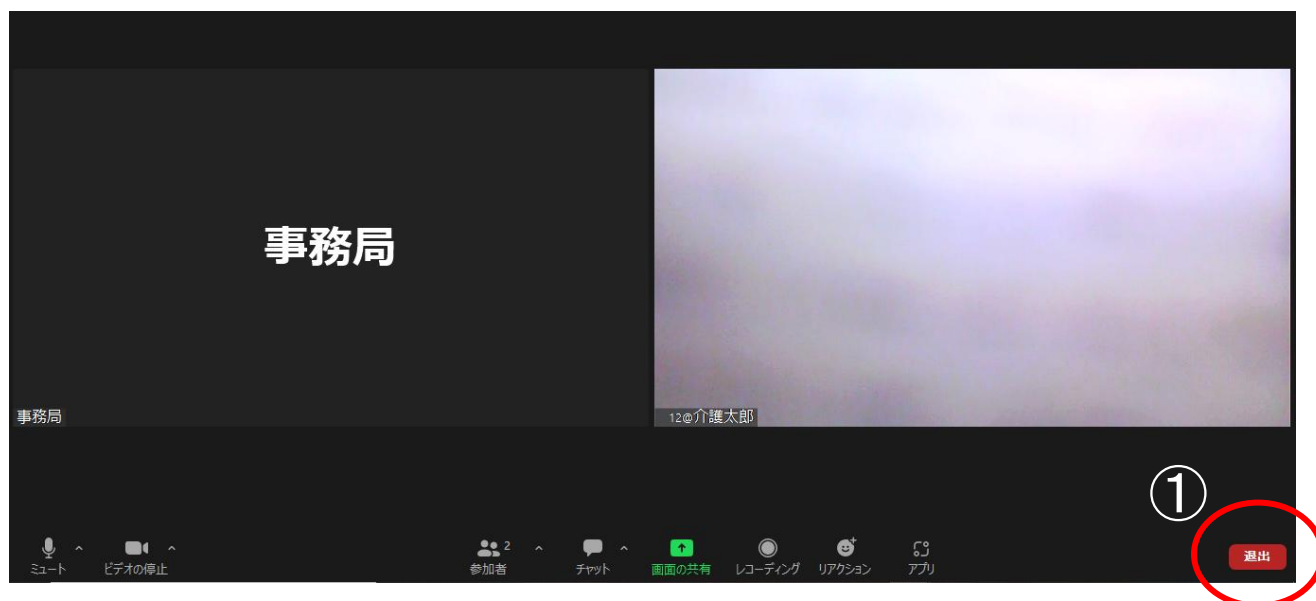 事務局
事務局
12@介護太郎
①
ミュート
ビデオの停止
2
参加者
チャット
画面の共有
レコーディング
リアクション
アプリ
退出